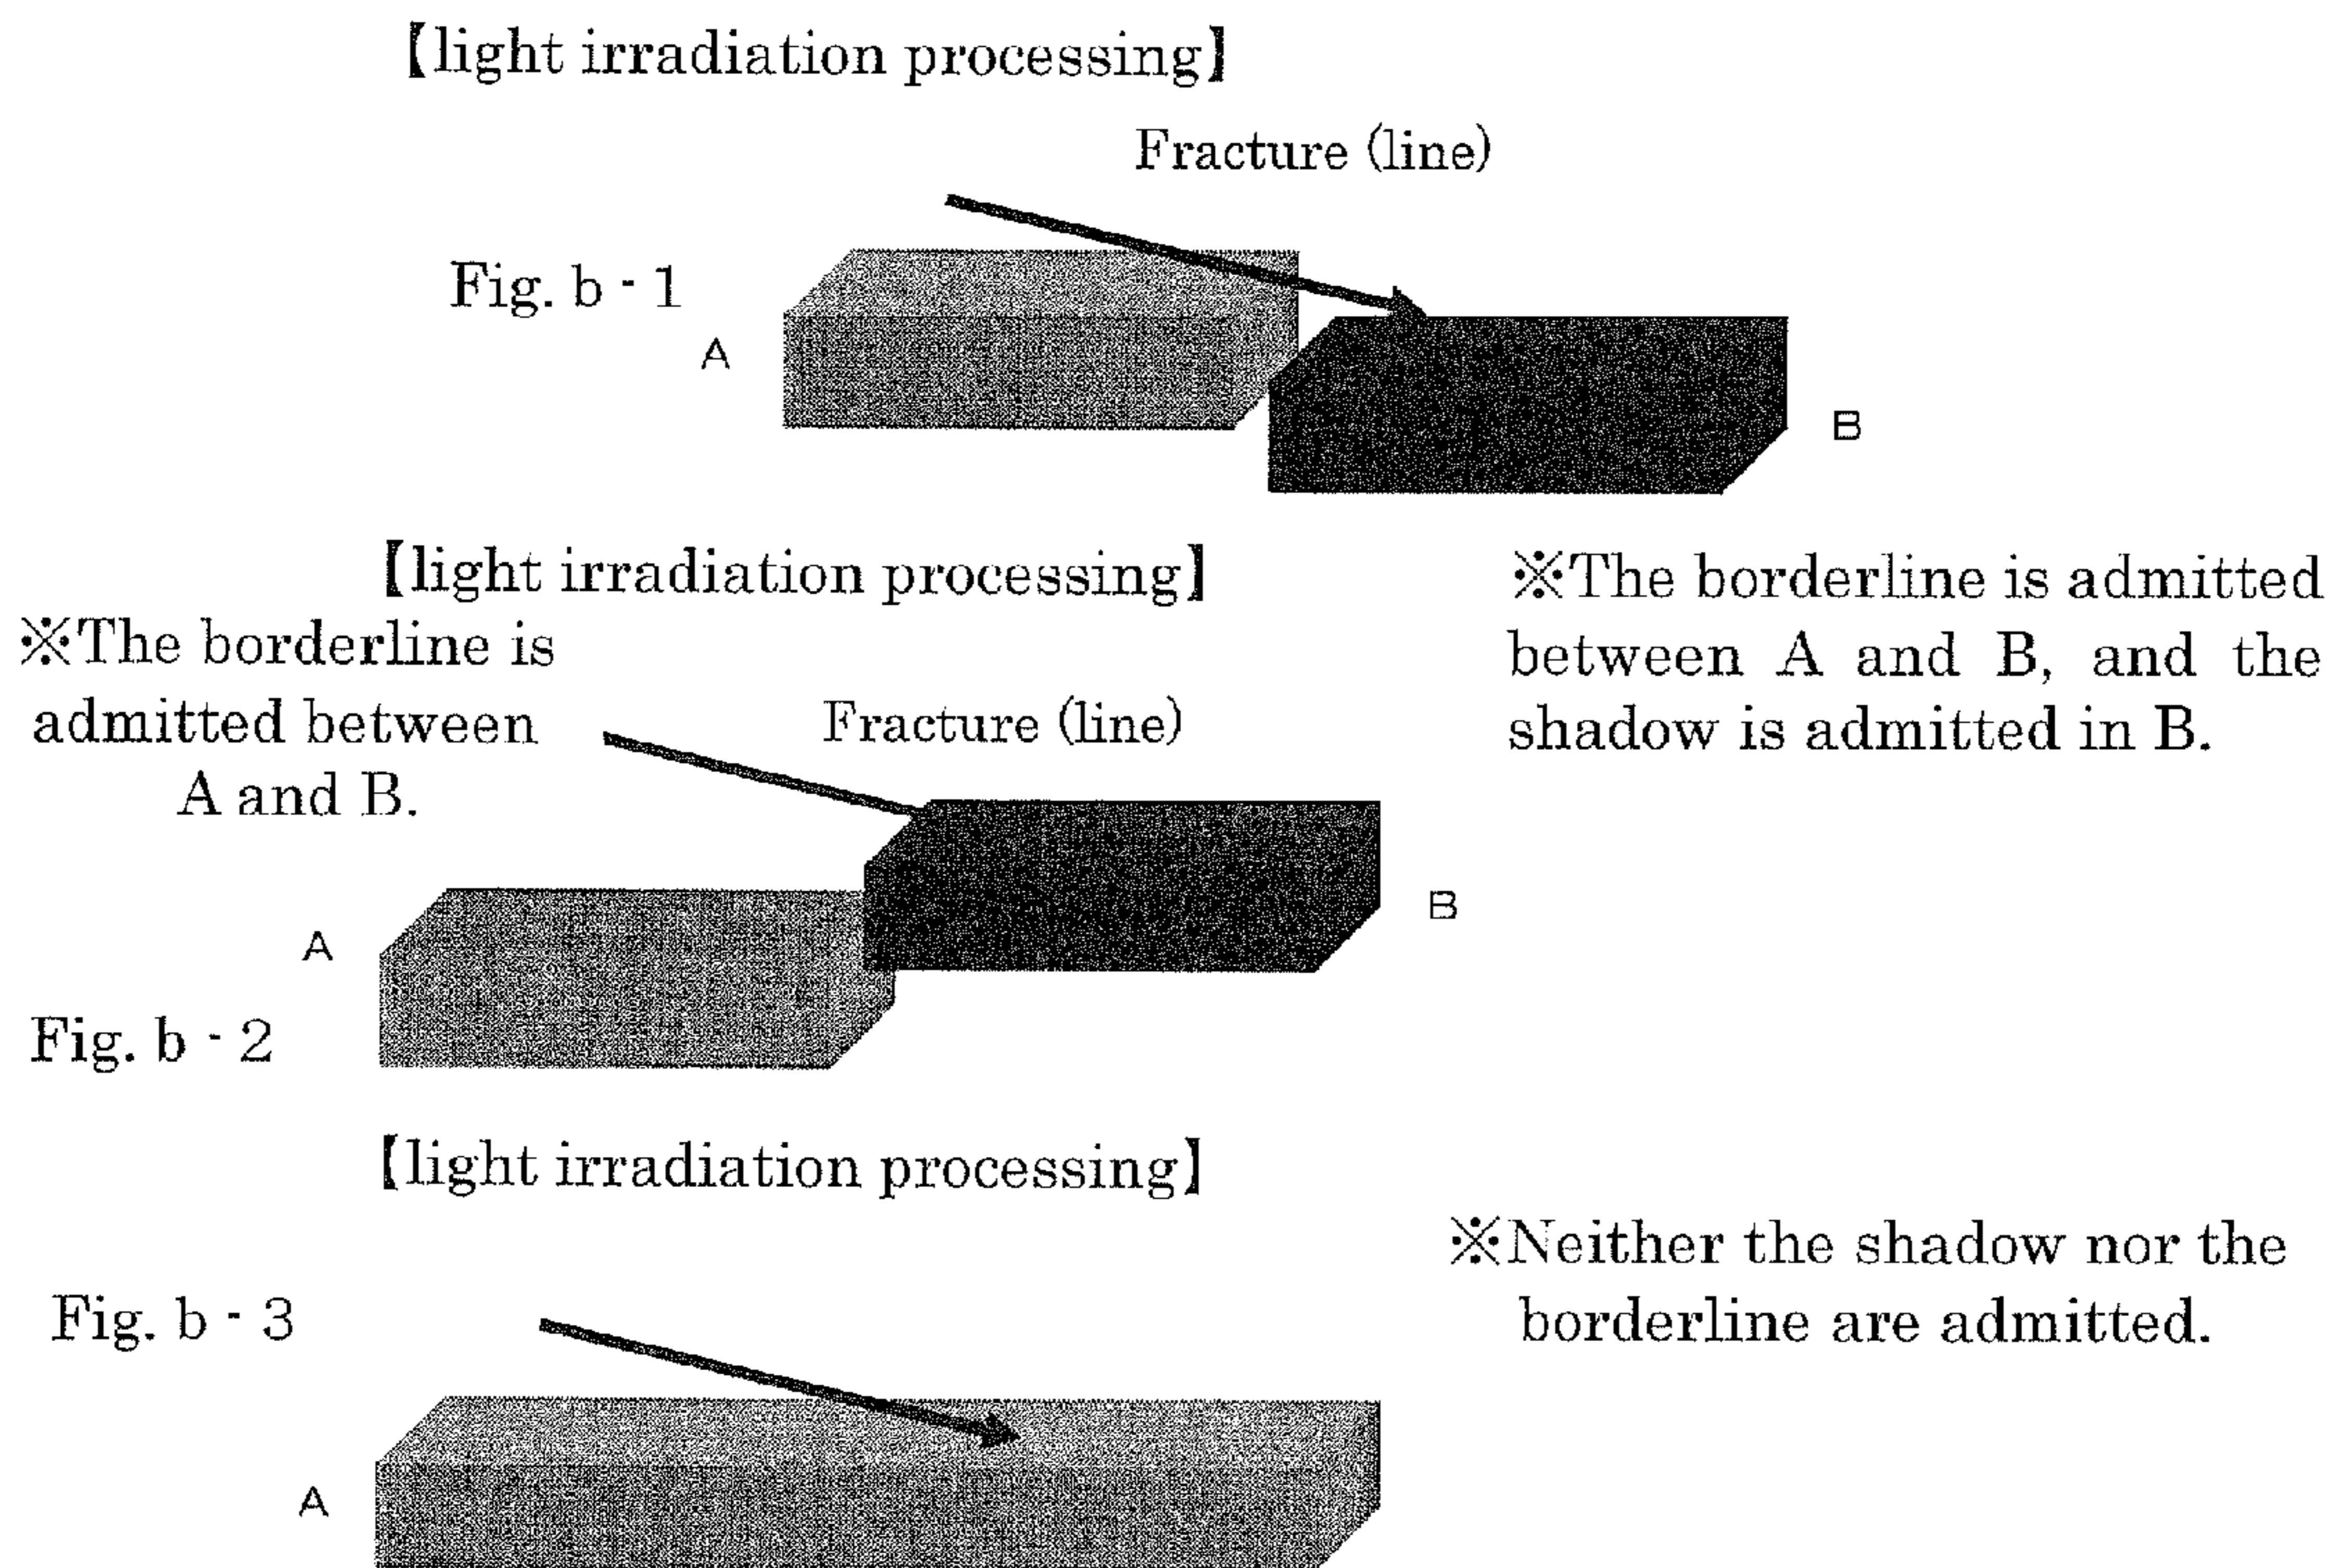 【light irradiation processing】
Fracture (line)
Fig. b - 1
A
B
【light irradiation processing】
※The borderline is admitted
between A and B, and the
shadow is admitted in B.
※The borderline is
admitted between
A and B.
Fracture (line)
A
B
Fig. b - 2
【light irradiation processing】
※Neither the shadow nor the
borderline are admitted.
Fig. b - 3
A